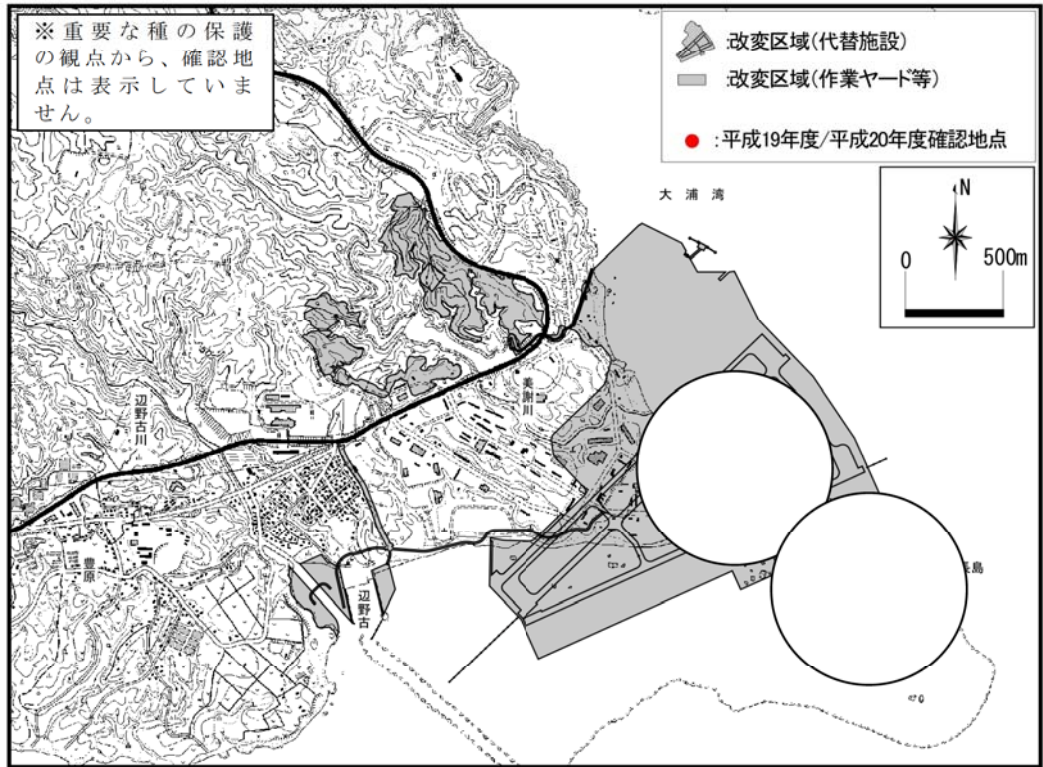 ※重要な種の保護
の観点から、確認地
点は表示していま
せん。
:改変区域(代替施設)
:改変区域(作業ヤード等)
:平成19年度/平成20年度確認地点
大浦湾
N
0 500m
辺野古川
美謝川
豊原
辺野古
島